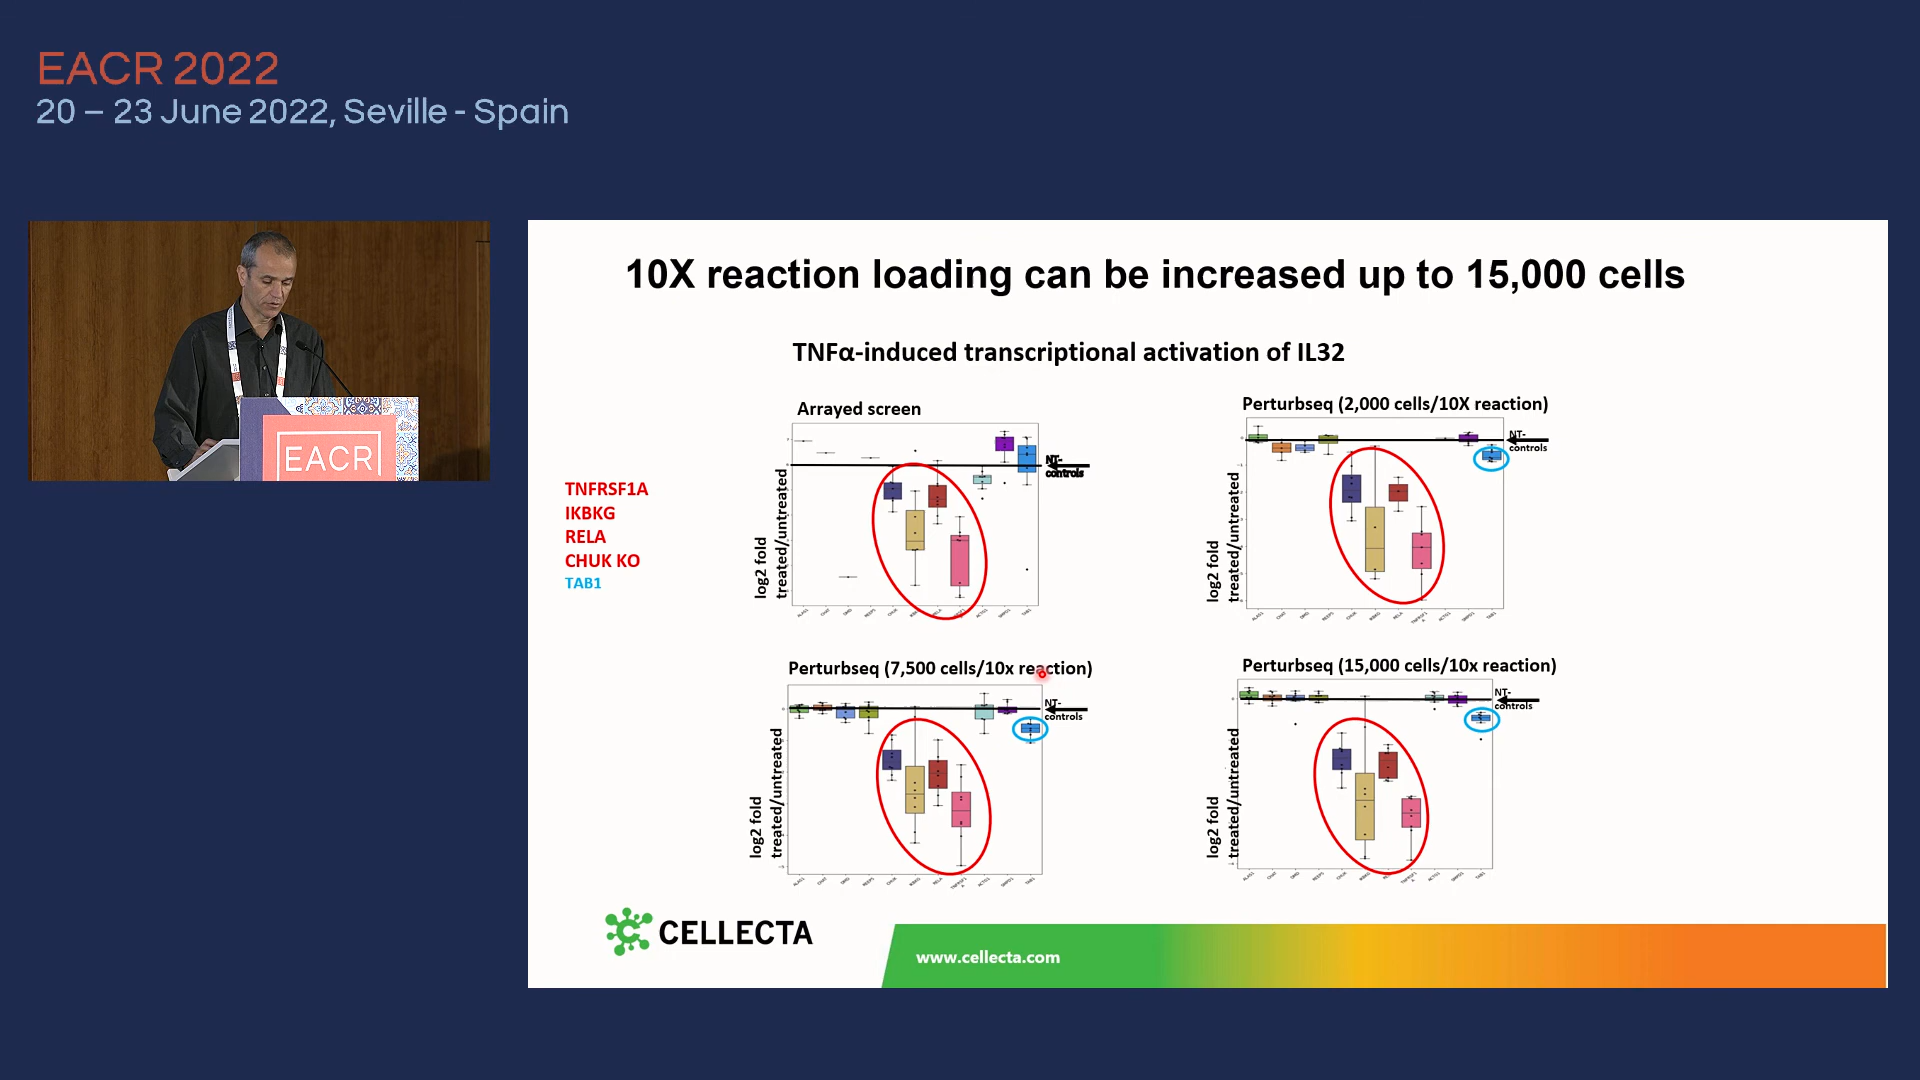 EACR 2022
20 – 23 June 2022, Seville - Spain
EACR
10X reaction loading can be increased up to 15,000 cells
TNFα-induced transcriptional activation of IL32
TNFRSF1A
IKBKG
RELA
CHUK KO
TAB1
Arrayed screen
log2 fold
treated/untreated
NT-
controls
Perturbseq (2,000 cells/10X reaction)
log2 fold
treated/untreated
NT-
controls
Perturbseq (7,500 cells/10x reaction)
log2 fold
treated/untreated
NT-
controls
Perturbseq (15,000 cells/10x reaction)
log2 fold
treated/untreated
NT-
controls
CELLECTA
www.cellecta.com